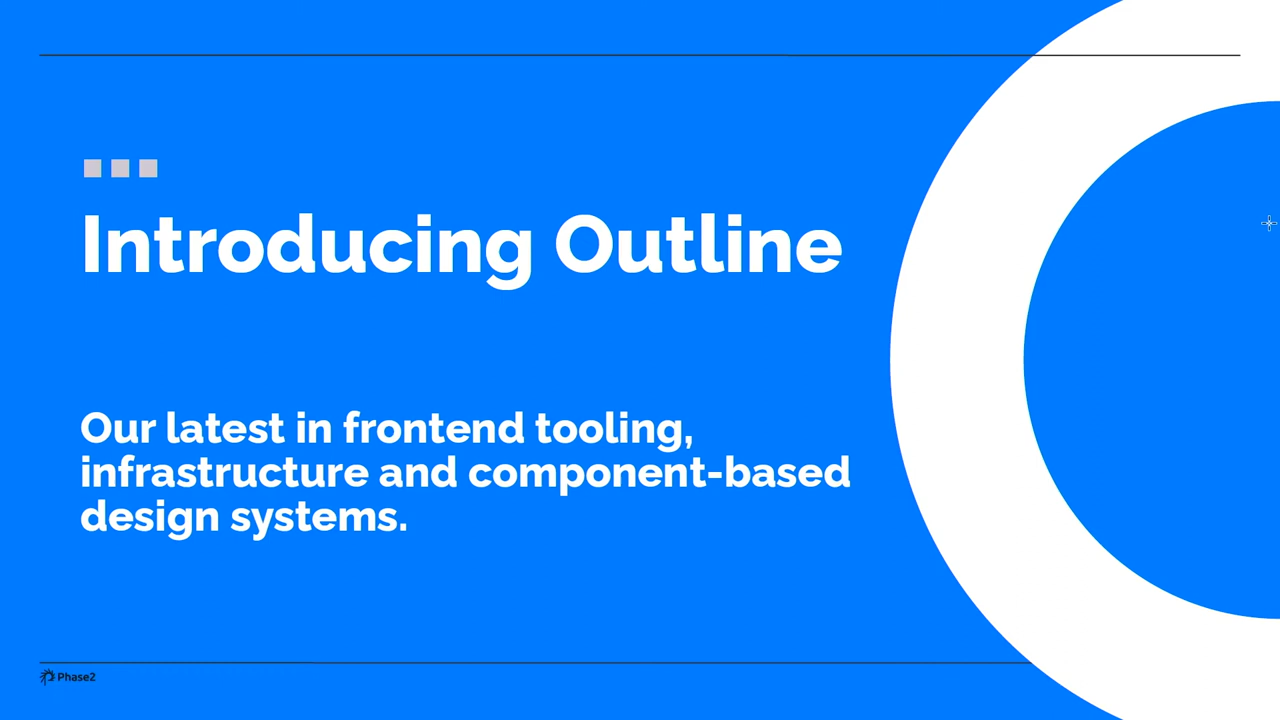 Introducing Outline
Our latest in frontend tooling,
infrastructure and component-based
design systems.
Phase2